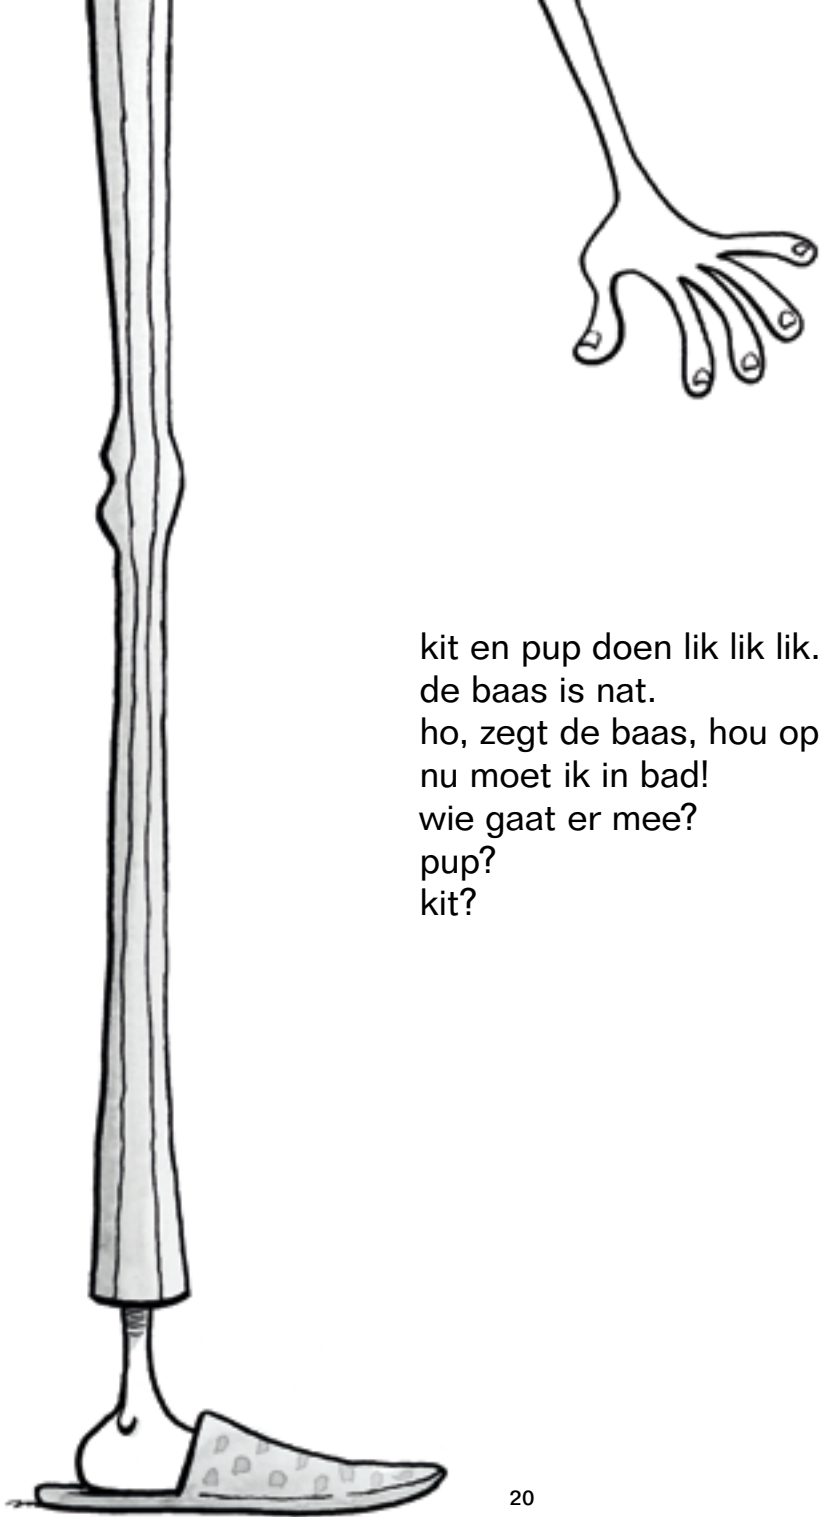 kit en pup doen lik lik lik.
de baas is nat.
ho, zegt de baas, hou op
nu moet ik in bad!
wie gaat er mee?
pup?
kit?
20